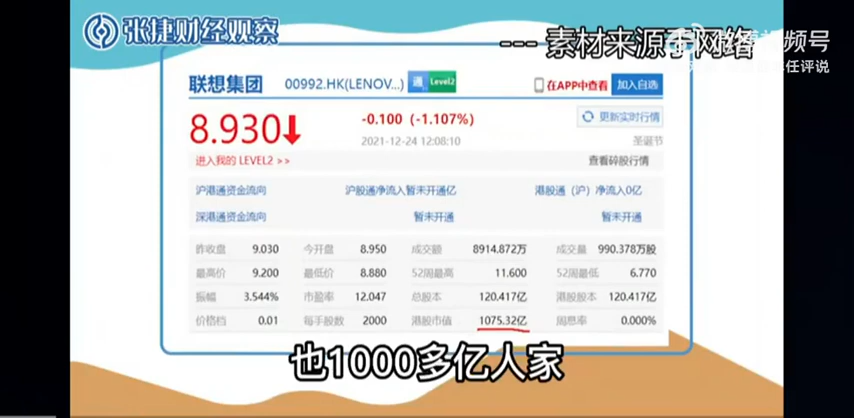 张捷财经观察
--- 素材来源于网络
视频号
任评说
联想集团 00992.HK(LENOV...) 通 Level2 在APP中查看 加入自选
8.930 -0.100 (-1.107%) 更新实时行情
2021-12-24 12:08:10 圣诞节
进入我的 LEVEL2 >> 查看碎股行情
沪港通资金流向 沪股通净流入暂未开通亿 港股通（沪）净流入0亿
深港通资金流向 暂未开通 暂未开通
昨收盘 9.030 今开盘 8.950 成交额 8914.872万 成交量 990.378万股
最高价 9.200 最低价 8.880 52周最高 11.600 52周最低 6.770
振幅 3.544% 市盈率 12.047 总股本 120.417亿 港股股本 120.417亿
价格档 0.01 每手股数 2000 港股市值 1075.32亿 周息率 0.000%
也1000多亿人家